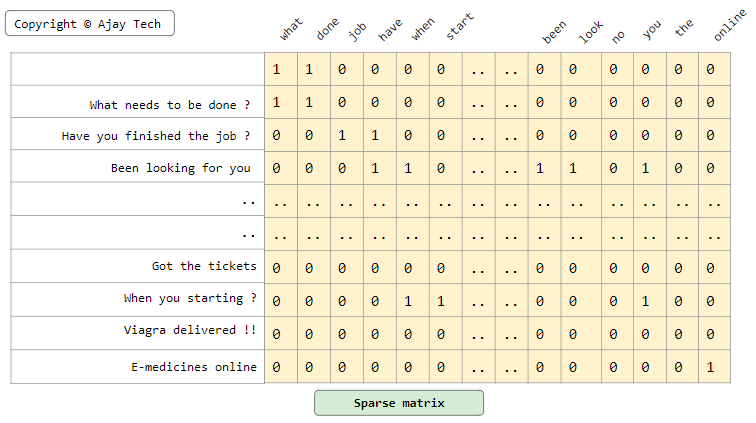 Copyright © Ajay Tech
what done job have when start been look no you the online
1 1 0 0 0 0 .. .. 0 0 0 0 0 0
What needs to be done ? 1 1 0 0 0 0 .. .. 0 0 0 0 0 0
Have you finished the job ? 0 0 1 1 0 0 .. .. 0 0 0 0 0 0
Been looking for you 0 0 0 1 1 0 .. .. 1 1 0 1 0 0
.. .. .. .. .. .. .. .. .. .. .. .. .. .. ..
.. .. .. .. .. .. .. .. .. .. .. .. .. .. ..
Got the tickets 0 0 0 0 0 0 .. .. 0 0 0 0 0 0
When you starting ? 0 0 0 0 1 1 .. .. 0 0 0 1 0 0
Viagra delivered !! 0 0 0 0 0 0 .. .. 0 0 0 0 0 0
E-medicines online 0 0 0 0 0 0 .. .. 0 0 0 0 0 1
Sparse matrix